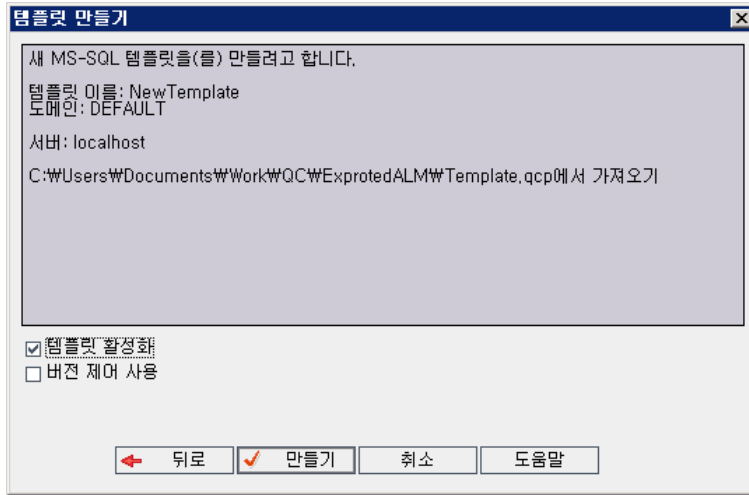 템플릿 만들기
새 MS-SQL 템플릿을(를) 만들려고 합니다.
템플릿 이름: NewTemplate
도메인: DEFAULT
서버: localhost
C:₩Users₩Documents₩Work₩QC₩ExprotedALM₩Template.qcp에서 가져오기
템플릿 활성화
버전 제어 사용
뒤로 만들기 취소 도움말